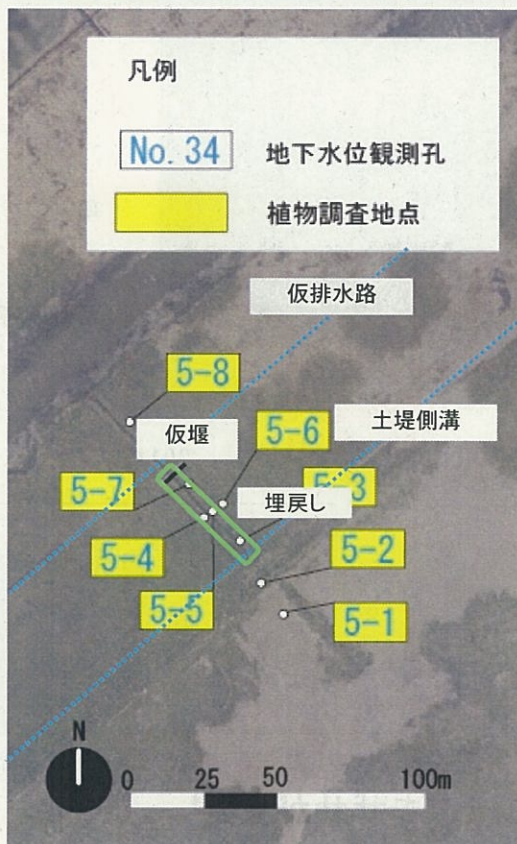 凡例
No. 34 地下水位観測孔
植物調査地点
仮排水路
5-8
仮堰
5-6
土堤側溝
5-7
埋戻し
5-3
5-4
5-2
5-5
5-1
N
0 25 50 100m